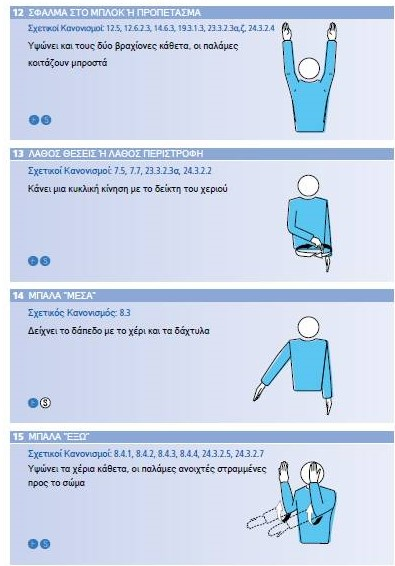 12 ΣΦΑΛΜΑ ΣΤΟ ΜΠΛΟΚ Ή ΠΡΟΠΕΤΑΣΜΑ
Σχετικοί Κανονισμοί: 12.5, 12.6.2.3, 14.6.3, 19.3.1.3, 23.3.2.3α,ζ, 24.3.2.4
Υψώνει και τους δύο βραχίονες κάθετα, οι παλάμες
κοιτάζουν μπροστά
F S
13 ΛΑΘΟΣ ΘΕΣΕΙΣ Ή ΛΑΘΟΣ ΠΕΡΙΣΤΡΟΦΗ
Σχετικοί Κανονισμοί: 7.5, 7.7, 23.3.2.3α, 24.3.2.2
Κάνει μια κυκλική κίνηση με το δείκτη του χεριού
F S
14 ΜΠΑΛΑ "ΜΕΣΑ"
Σχετικός Κανονισμός: 8.3
Δείχνει το δάπεδο με το χέρι και τα δάχτυλα
F S
15 ΜΠΑΛΑ "ΕΞΩ"
Σχετικοί Κανονισμοί: 8.4.1, 8.4.2, 8.4.3, 8.4.4, 24.3.2.5, 24.3.2.7
Υψώνει τα χέρια κάθετα, οι παλάμες ανοιχτές στραμμένες
προς το σώμα
F S